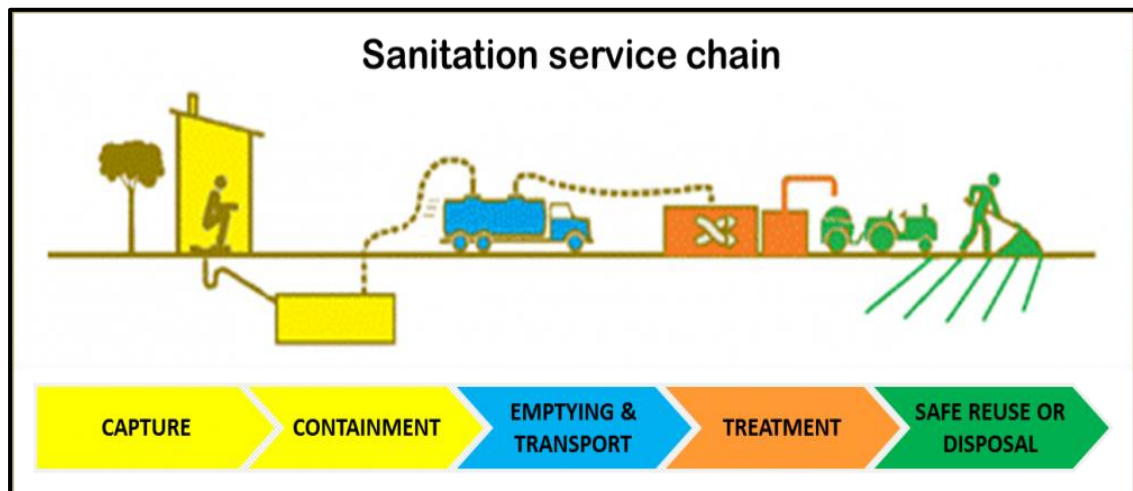 Sanitation service chain
CAPTURE
CONTAINMENT
EMPTYING &
TRANSPORT
TREATMENT
SAFE REUSE OR
DISPOSAL